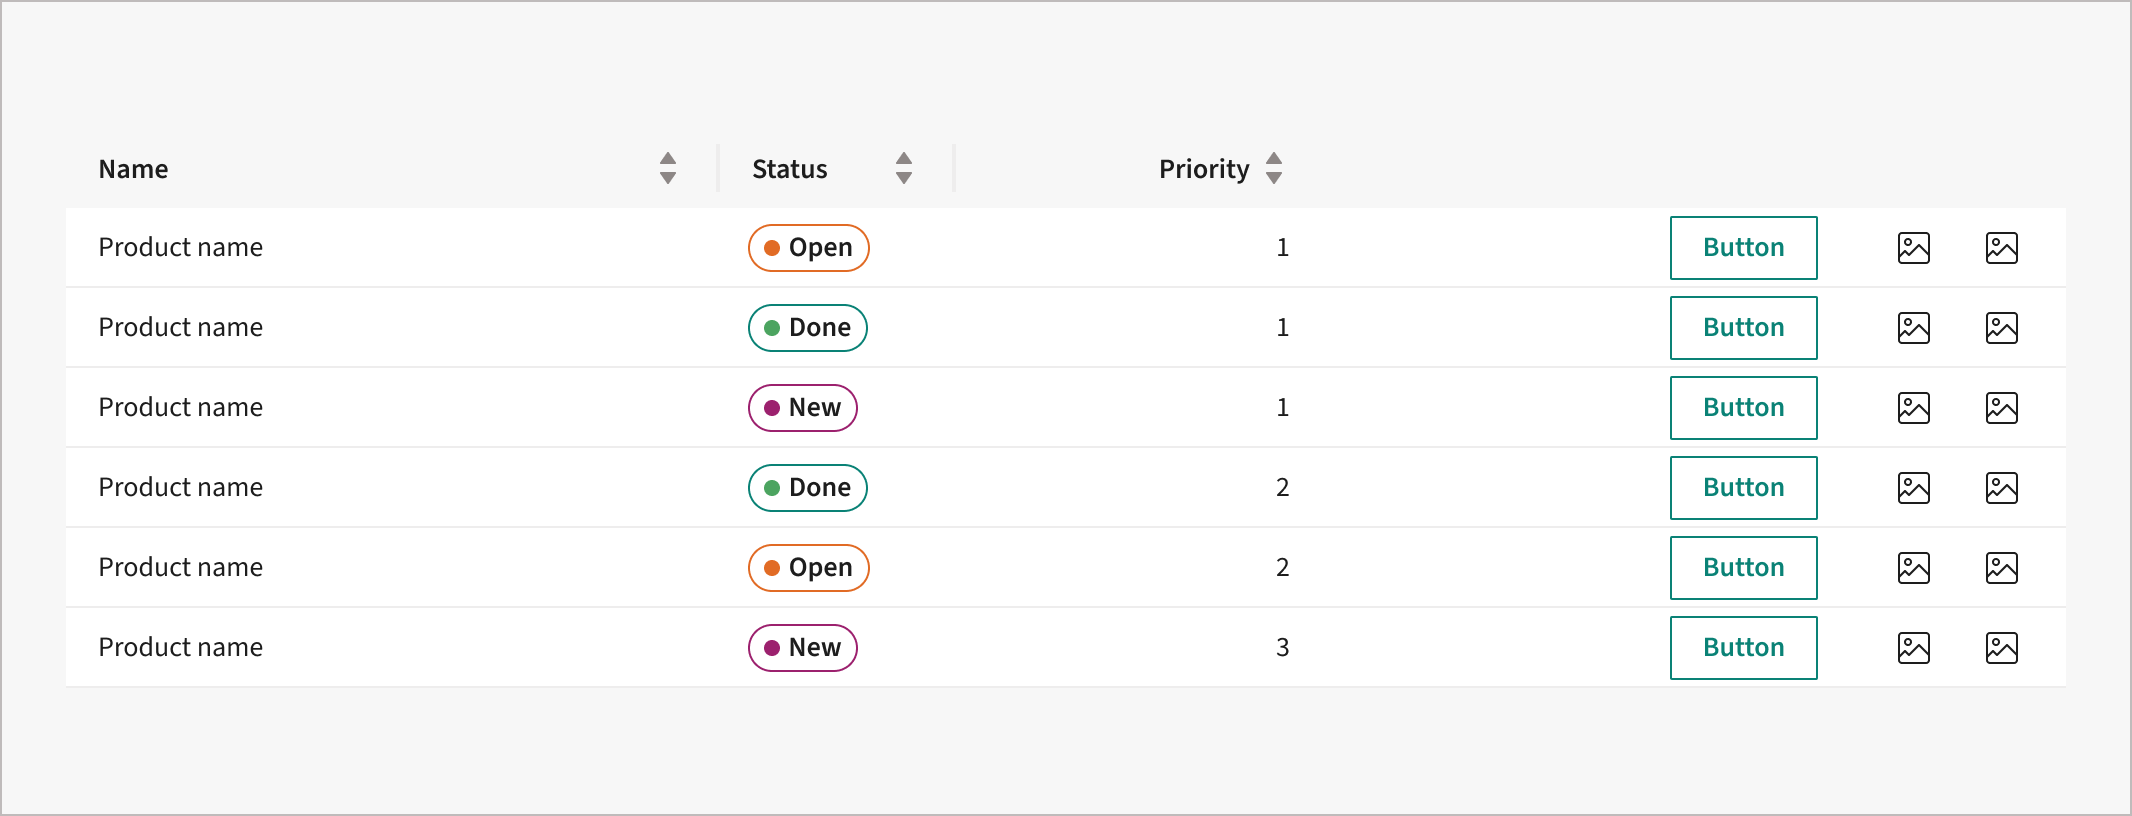 Name Status Priority
Product name Open 1 Button
Product name Done 1 Button
Product name New 1 Button
Product name Done 2 Button
Product name Open 2 Button
Product name New 3 Button